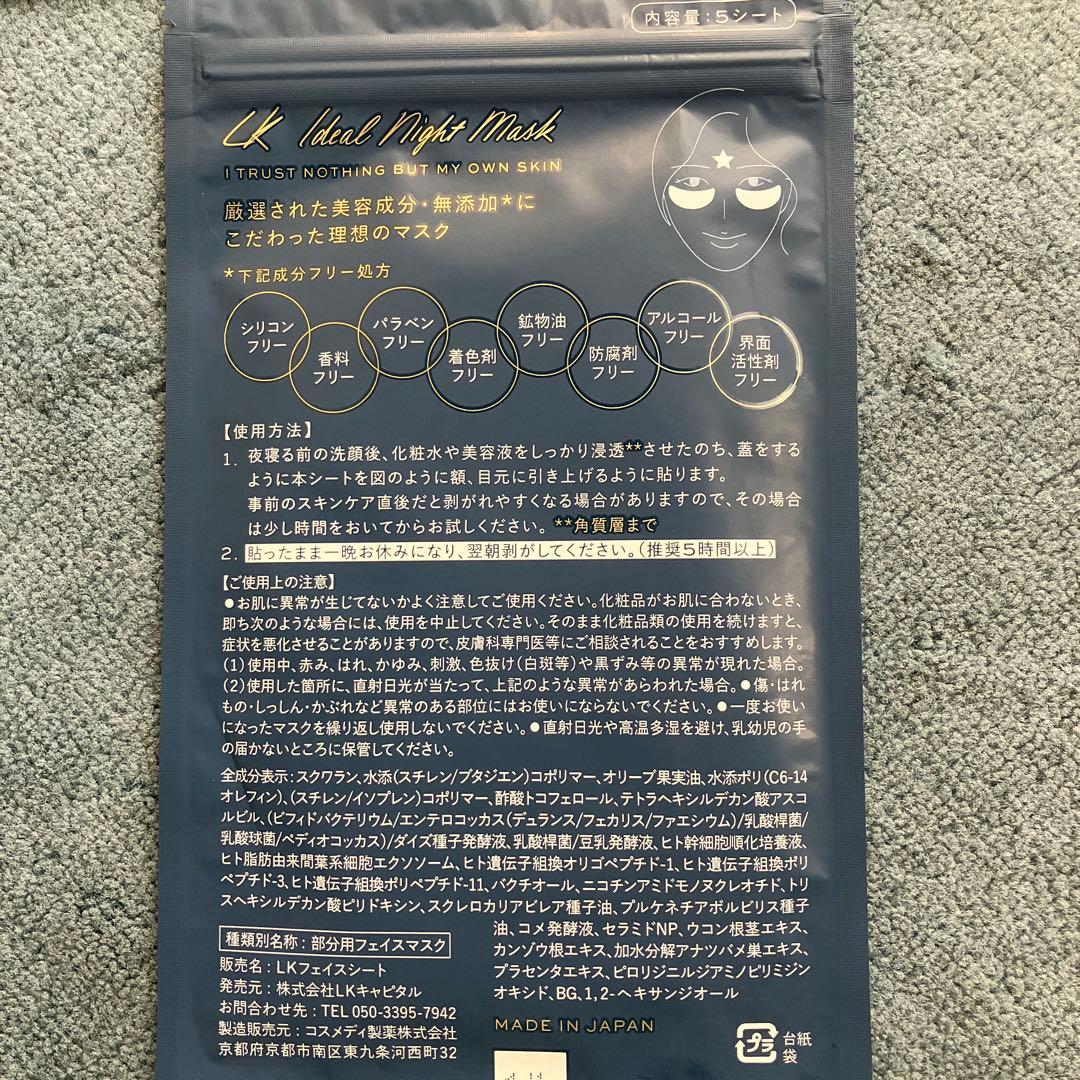 内容量：5シート
LK Ideal Night Mask
I TRUST NOTHING BUT MY OWN SKIN
厳選された美容成分・無添加*に
こだわった理想のマスク
*下記成分フリー処方
シリコン
フリー
香料
フリー
パラベン
フリー
着色剤
フリー
鉱物油
フリー
防腐剤
フリー
アルコール
フリー
界面
活性剤
フリー
【使用方法】
1. 夜寝る前の洗顔後、化粧水や美容液をしっかり浸透**させたのち、蓋をする
ように本シートを図のように額、目元に引き上げるように貼ります。
事前のスキンケア直後だと剥がれやすくなる場合がありますので、その場合
は少し時間をおいてからお試しください。 **角質層まで
2. 貼ったまま一晩お休みになり、翌朝剥がしてください。(推奨5時間以上)
【ご使用上の注意】
●お肌に異常が生じてないかよく注意してご使用ください。化粧品がお肌に合わないとき、
即ち次のような場合には、使用を中止してください。そのまま化粧品類の使用を続けますと、
症状を悪化させることがありますので、皮膚科専門医等にご相談されることをおすすめします。
(1)使用中、赤み、はれ、かゆみ、刺激、色抜け(白斑等)や黒ずみ等の異常が現れた場合。
(2)使用した箇所に、直射日光が当たって、上記のような異常があらわれた場合。●傷・はれ
もの・しっしん・かぶれなど異常のある部位にはお使いにならないでください。●一度お使い
になったマスクを繰り返し使用しないでください。●直射日光や高温多湿を避け、乳幼児の手
の届かないところに保管してください。
全成分表示：スクワラン、水添(スチレン/ブタジエン)コポリマー、オリーブ果実油、水添ポリ(C6-14
オレフィン)、(スチレン/イソプレン)コポリマー、酢酸トコフェロール、テトラヘキシルデカン酸アスコ
ルビル、(ビフィドバクテリウム/エンテロコッカス(デュランス/フェカリス/ファエシウム)/乳酸桿菌/
乳酸球菌/ペディオコッカス)/ダイズ種子発酵液、乳酸桿菌/豆乳発酵液、ヒト幹細胞順化培養液、
ヒト脂肪由来間葉系細胞エクソソーム、ヒト遺伝子組換オリゴペプチド-1、ヒト遺伝子組換ポリ
ペプチド-3、ヒト遺伝子組換ポリペプチド-11、バクチオール、ニコチンアミドモノヌクレオチド、トリ
スヘキシルデカン酸ピリドキシン、スクレロカリアビレア種子油、プルケネチアボルビリス種子
油、コメ発酵液、セラミドNP、ウコン根茎エキス、
カンゾウ根エキス、加水分解アナツバメ巣エキス、
プラセンタエキス、ピロリジニルジアミノピリミジン
オキシド、BG、1,2-ヘキサンジオール
種類別名称：部分用フェイスマスク
販売名：LKフェイスシート
発売元：株式会社LKキャピタル
お問合わせ先：TEL 050-3395-7942
製造販売元：コスメディ製薬株式会社
京都府京都市南区東九条河西町32
MADE IN JAPAN
プラ
台紙
袋